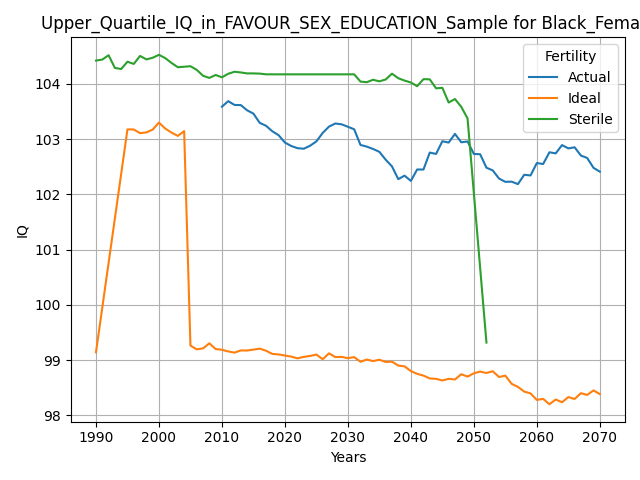 Upper_Quartile_IQ_in_FAVOUR_SEX_EDUCATION_Sample for Black_Fema
Fertility
Actual
Ideal
Sterile
104
103
102
101
100
99
98
IQ
1990 2000 2010 2020 2030 2040 2050 2060 2070
Years